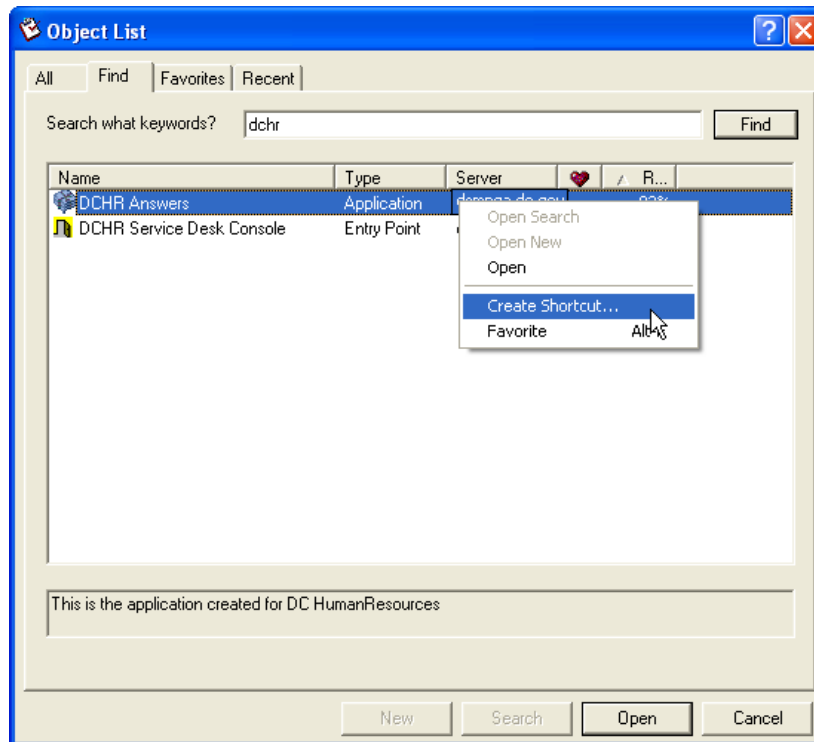 Object List
All Find Favorites Recent
Search what keywords? dchr Find
Name Type Server R...
DCHR Answers Application
DCHR Service Desk Console Entry Point
Open Search
Open New
Open
Create Shortcut...
Favorite
This is the application created for DC HumanResources
New Search Open Cancel